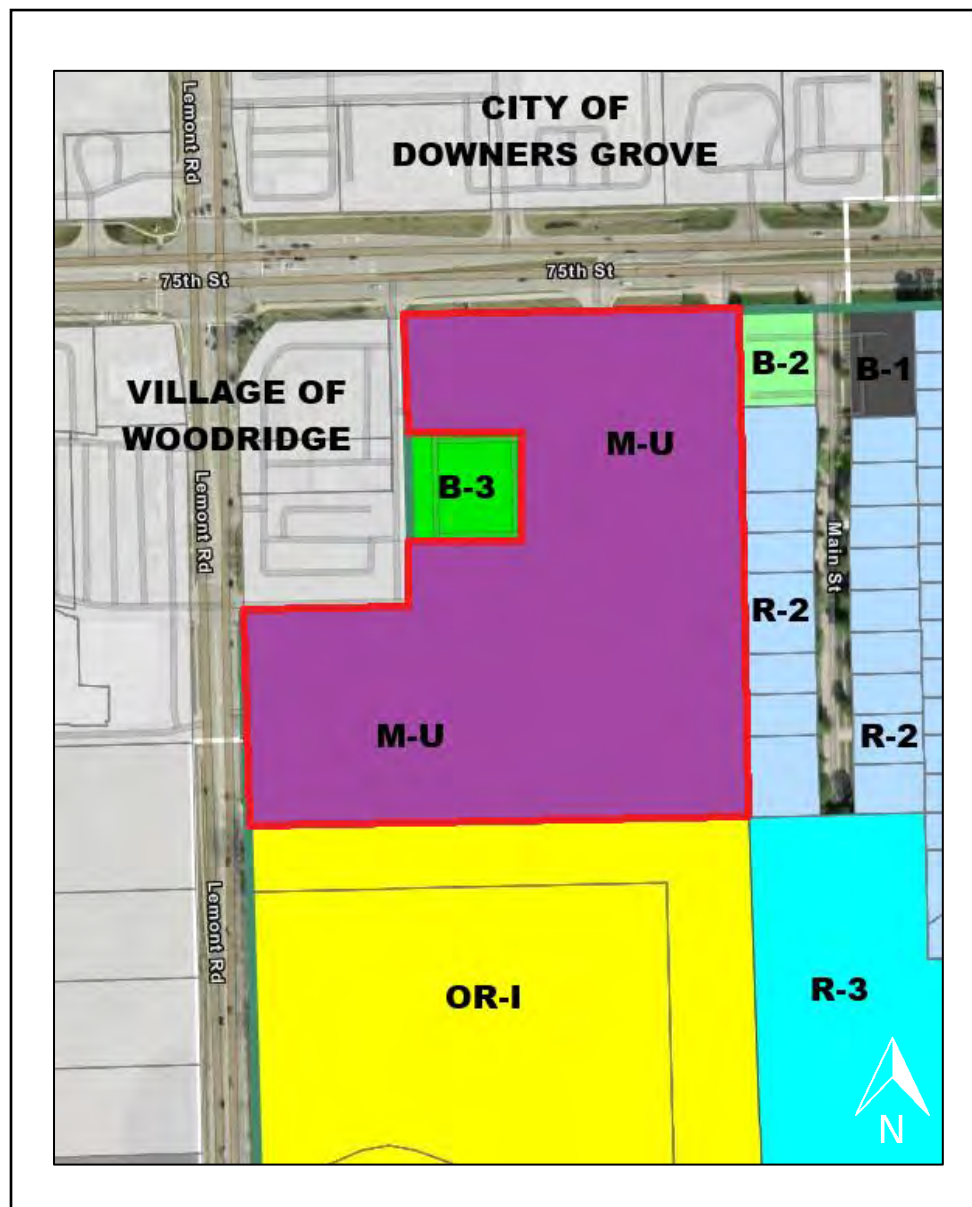 CITY OF
DOWNERS GROVE
Lemont Rd
75th St
75th St
VILLAGE OF
WOODRIDGE
B-2
B-1
M-U
B-3
Lemont Rd
Main St
R-2
M-U
R-2
Lemont Rd
OR-I
R-3
N